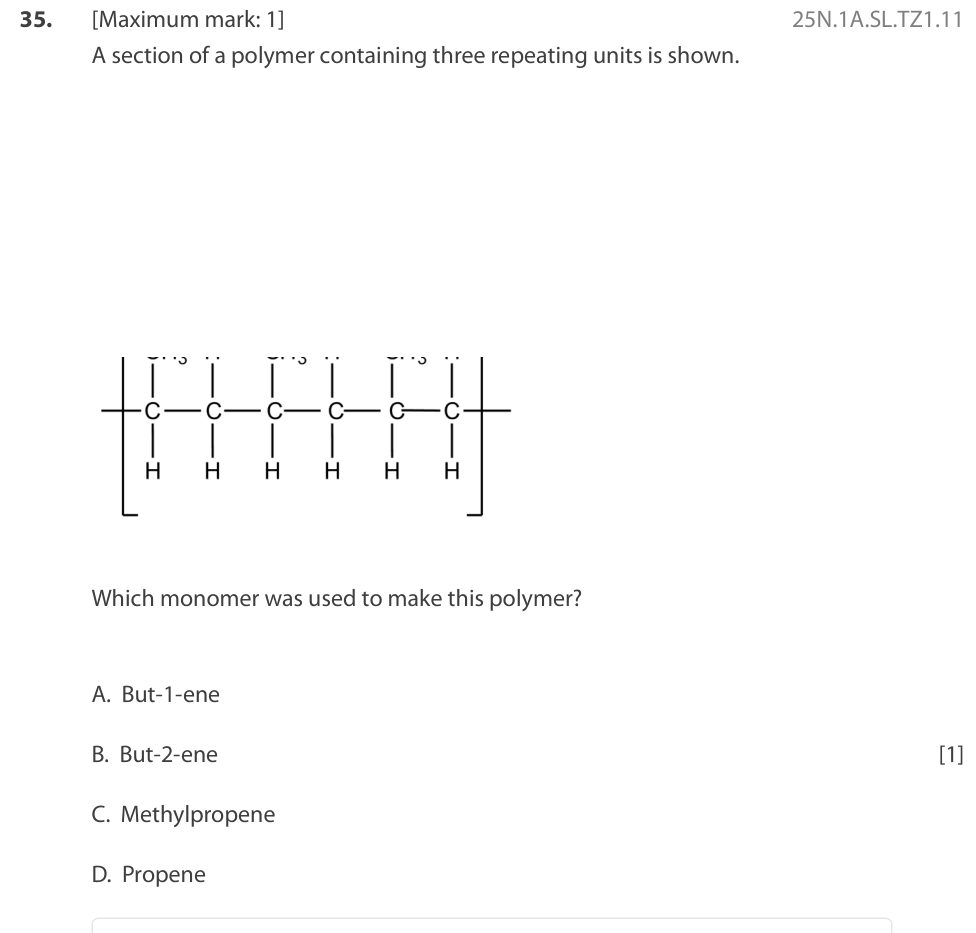 35. [Maximum mark: 1] 25N.1A.SL.TZ1.11
A section of a polymer containing three repeating units is shown.
C C C C C C
H H H H H H
Which monomer was used to make this polymer?
A. But-1-ene
B. But-2-ene [1]
C. Methylpropene
D. Propene